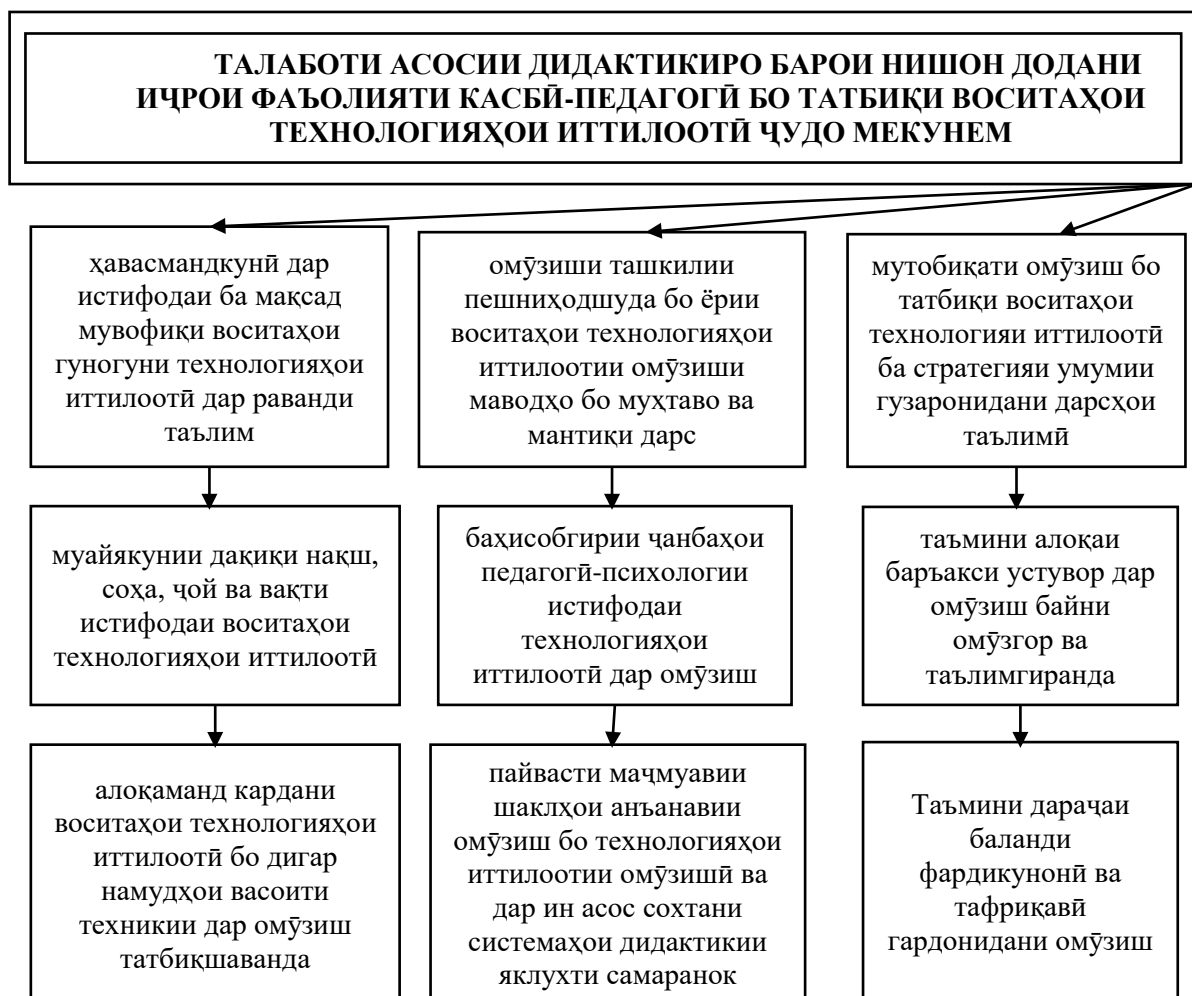 ТАЛАБОТИ АСОСИИ ДИДАКТИКИРО БАРОИ НИШОН ДОДАНИ
ИҶРОИ ФАЪОЛИЯТИ КАСБӢ-ПЕДАГОГӢ БО ТАТБИҚИ ВОСИТАҲОИ
ТЕХНОЛОГИЯҲОИ ИТТИЛООТӢ ҶУДО МЕКУНЕМ
ҳавасмандкунӣ дар
истифодаи ба мақсад
мувофиқи воситаҳои
гуногуни технологияҳои
иттилоотӣ дар раванди
таълим
омӯзиши ташкилии
пешниҳодшуда бо ёрии
воситаҳои технологияҳои
иттилоотии омӯзиши
маводҳо бо муҳтаво ва
мантиқи дарс
мутобиқати омӯзиш бо
татбиқи воситаҳои
технологияи иттилоотӣ
ба стратегияи умумии
гузаронидани дарсҳои
таълимӣ
муайякунии дақиқи нақш,
соҳа, ҷой ва вақти
истифодаи воситаҳои
технологияҳои иттилоотӣ
баҳисобгирии ҷанбаҳои
педагогӣ-психологии
истифодаи
технологияҳои
иттилоотӣ дар омӯзиш
таъмини алоқаи
баръакси устувор дар
омӯзиш байни
омӯзгор ва
таълимгиранда
алоқаманд кардани
воситаҳои технологияҳои
иттилоотӣ бо дигар
намудҳои васоити
техникии дар омӯзиш
татбиқшаванда
пайвасти маҷмуавии
шаклҳои анъанавии
омӯзиш бо технологияҳои
иттилоотии омӯзишӣ ва
дар ин асос сохтани
системаҳои дидактикии
яклухти самаранок
Таъмини дараҷаи
баланди
фардикунонӣ ва
тафриқавӣ
гардонидани омӯзиш